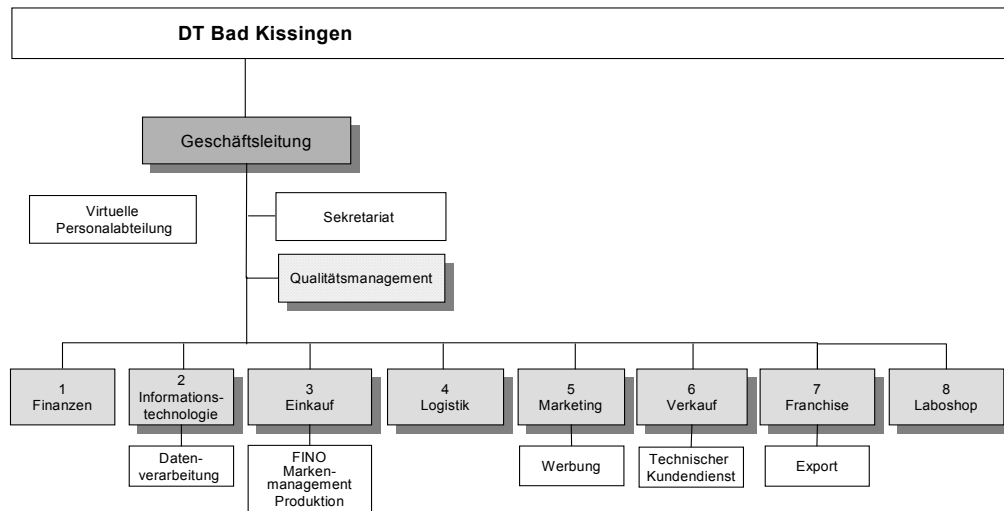 DT Bad Kissingen
Geschäftsleitung
Virtuelle
Personalabteilung
Sekretariat
Qualitätsmanagement
1
Finanzen
2
Informations-
technologie
3
Einkauf
4
Logistik
5
Marketing
6
Verkauf
7
Franchise
8
Laboshop
Daten-
verarbeitung
FINO
Marken-
management
Produktion
Werbung
Technischer
Kundendienst
Export